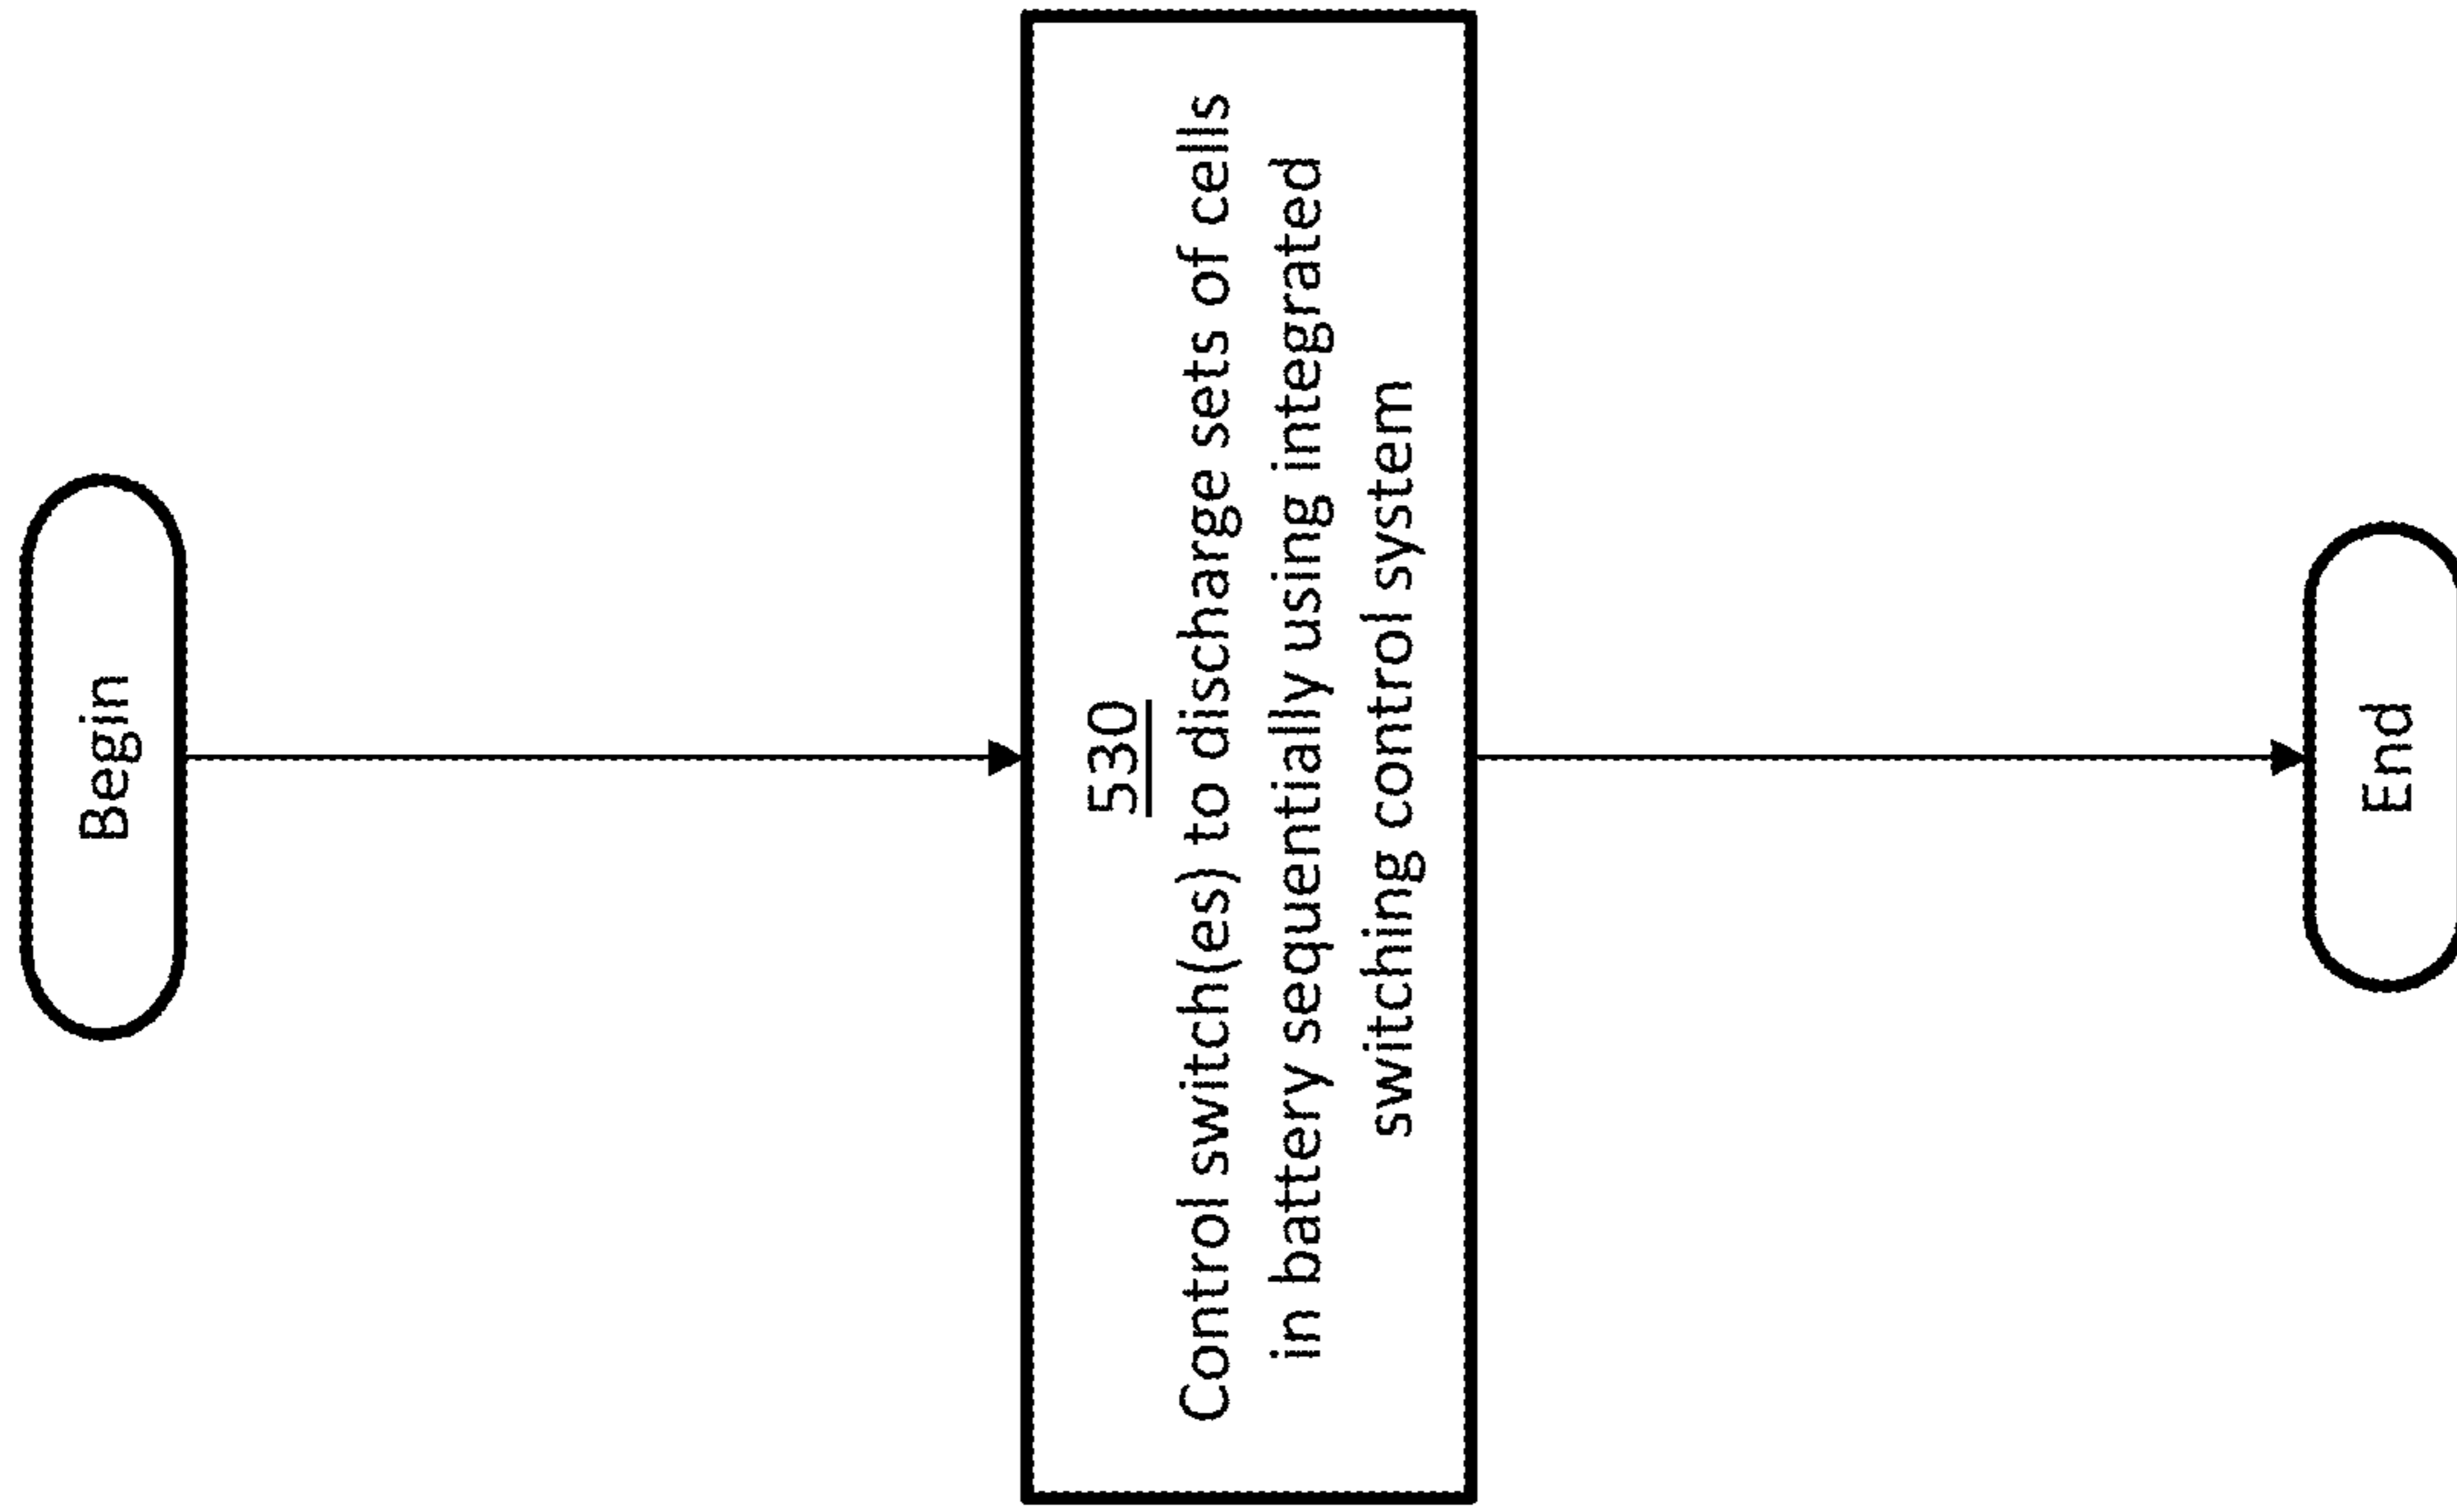 Begin
530
Control switch(es) to discharge sets of cells
in battery sequentially using integrated
switching control system
End